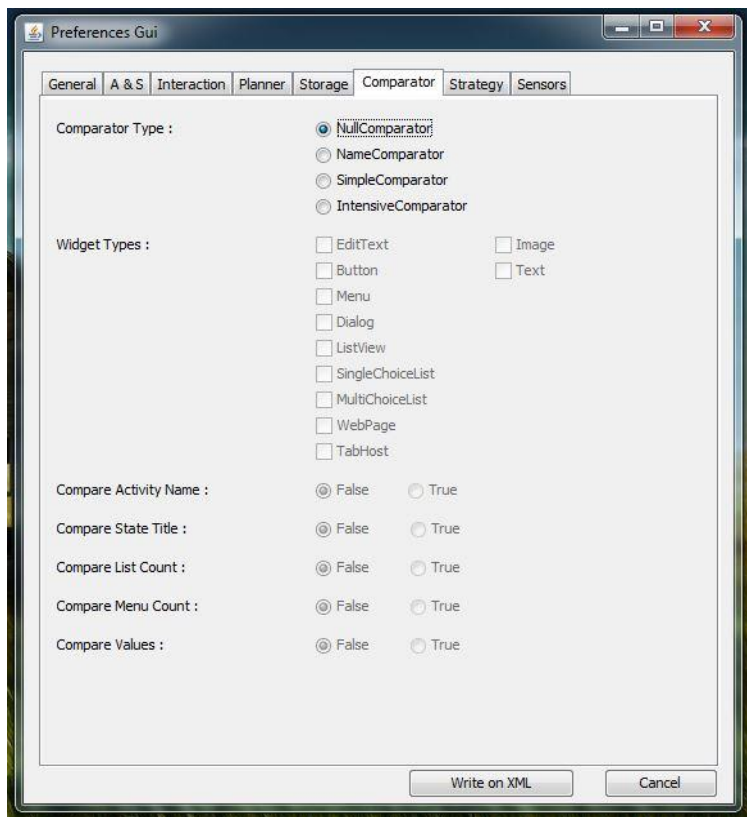 Preferences Gui
General A & S Interaction Planner Storage Comparator Strategy Sensors
Comparator Type : NullComparator
NameComparator
SimpleComparator
IntensiveComparator
Widget Types : EditText Image
Button Text
Menu
Dialog
ListView
SingleChoiceList
MultiChoiceList
WebPage
TabHost
Compare Activity Name : False True
Compare State Title : False True
Compare List Count : False True
Compare Menu Count : False True
Compare Values : False True
Write on XML Cancel